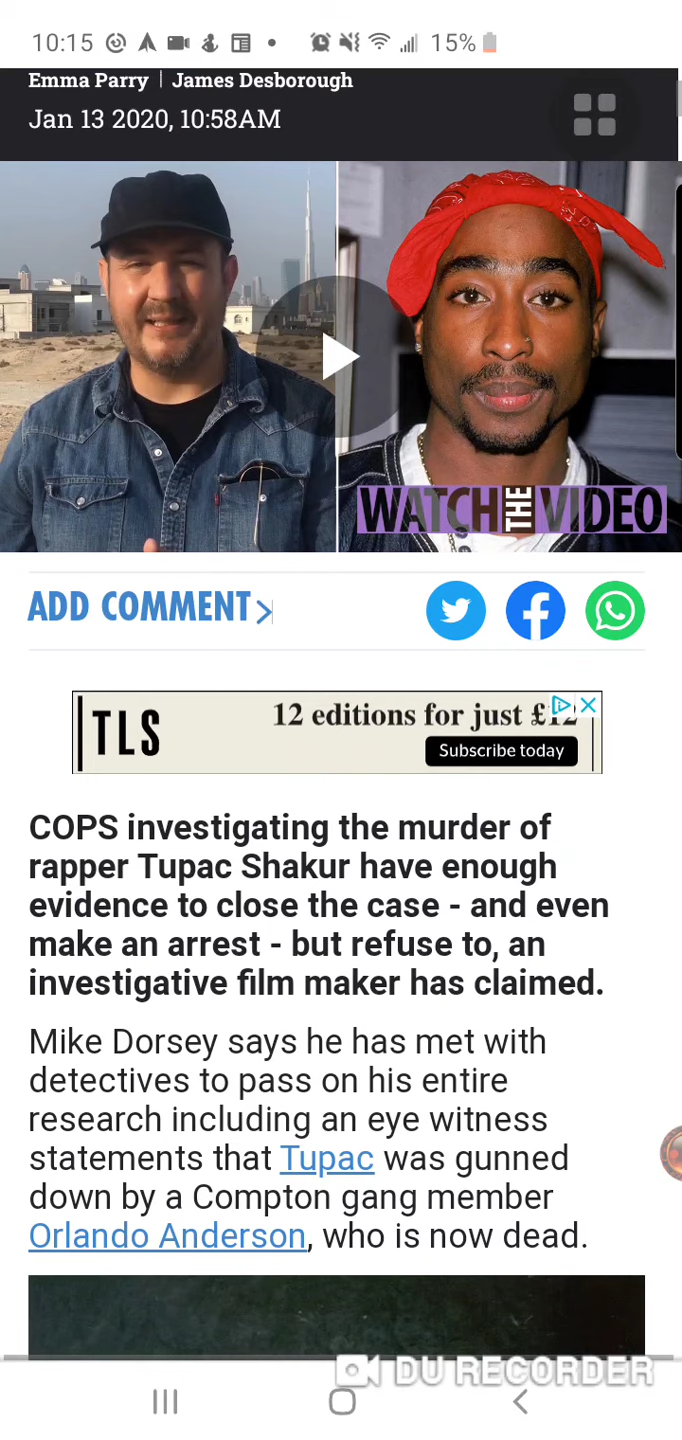 10:15
15%
Emma Parry | James Desborough
Jan 13 2020, 10:58AM
WATCH THE VIDEO
ADD COMMENT >
TLS
12 editions for just £12
Subscribe today
COPS investigating the murder of
rapper Tupac Shakur have enough
evidence to close the case - and even
make an arrest - but refuse to, an
investigative film maker has claimed.
Mike Dorsey says he has met with
detectives to pass on his entire
research including an eye witness
statements that Tupac was gunned
down by a Compton gang member
Orlando Anderson, who is now dead.
DU RECORDER